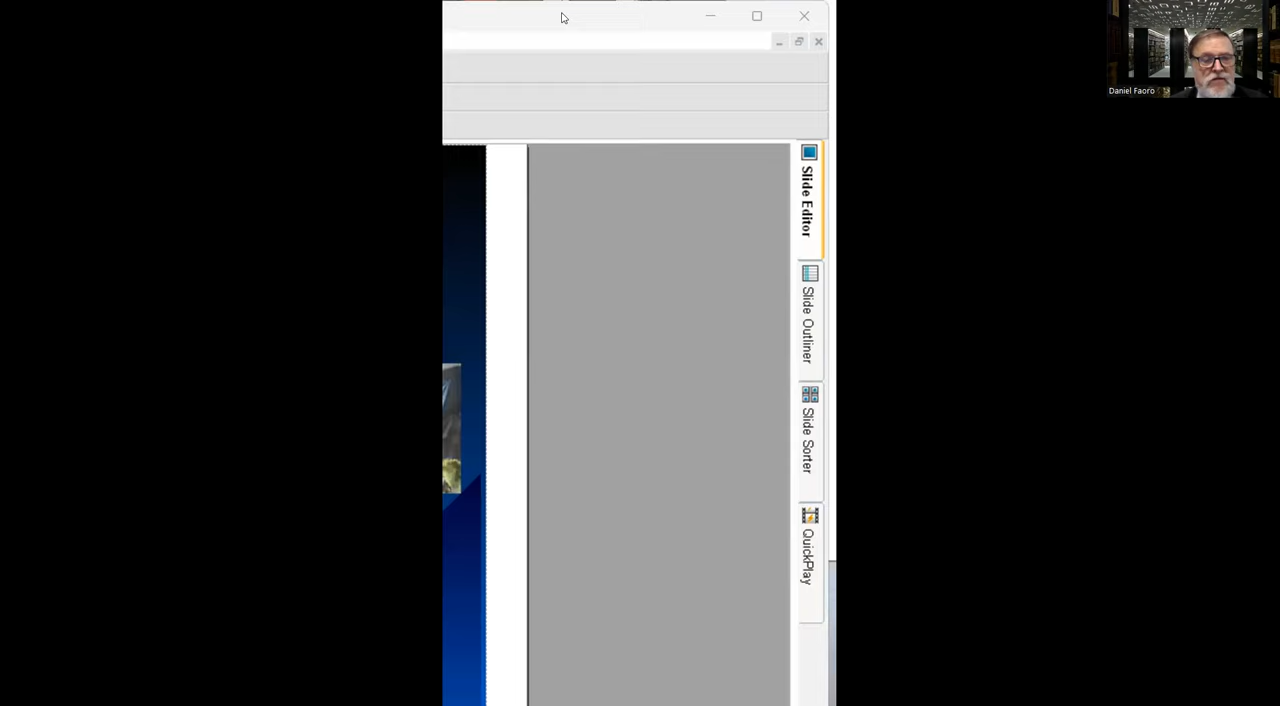 Daniel Faoro
Slide Editor
Slide Outliner
Slide Sorter
QuickPlay